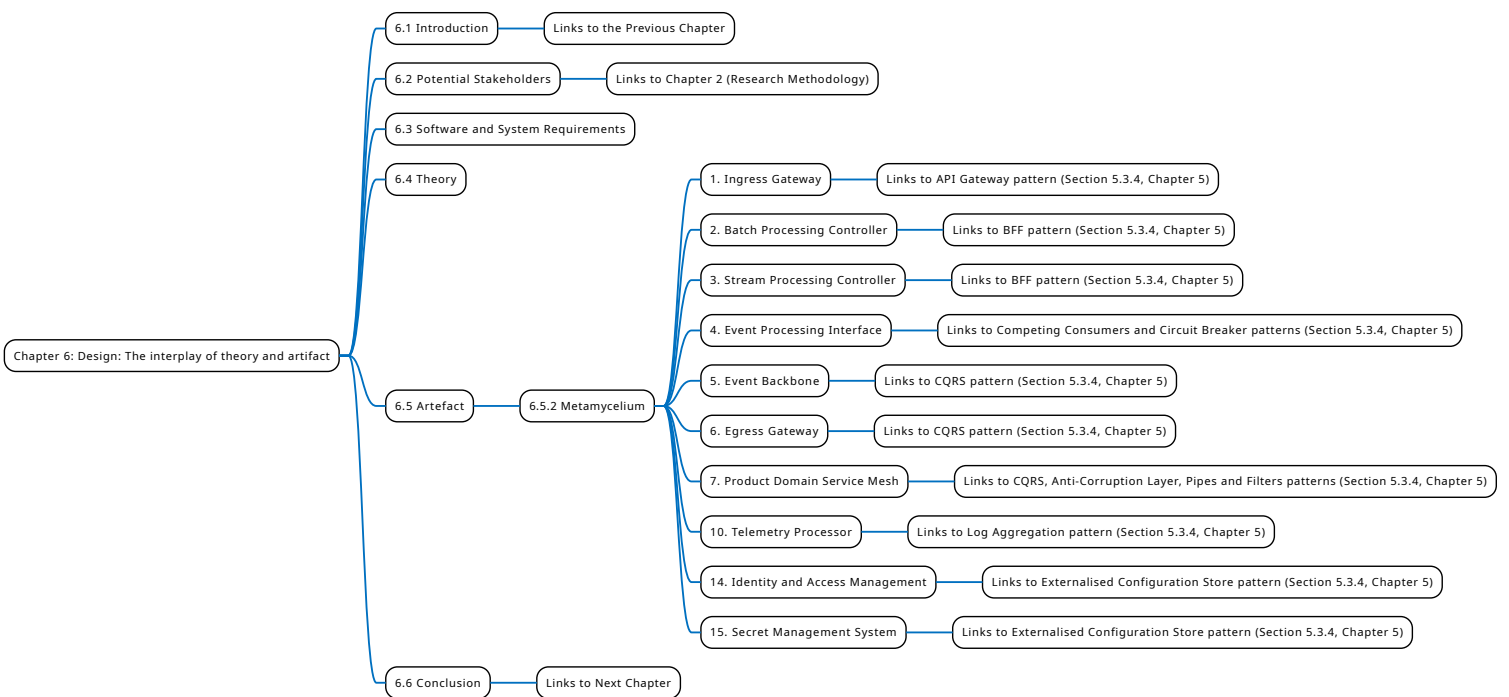 6.1 Introduction
Links to the Previous Chapter
6.2 Potential Stakeholders
Links to Chapter 2 (Research Methodology)
6.3 Software and System Requirements
6.4 Theory
Chapter 6: Design: The interplay of theory and artifact
6.5 Artefact
6.5.2 Metamycelium
1. Ingress Gateway
Links to API Gateway pattern (Section 5.3.4, Chapter 5)
2. Batch Processing Controller
Links to BFF pattern (Section 5.3.4, Chapter 5)
3. Stream Processing Controller
Links to BFF pattern (Section 5.3.4, Chapter 5)
4. Event Processing Interface
Links to Competing Consumers and Circuit Breaker patterns (Section 5.3.4, Chapter 5)
5. Event Backbone
Links to CQRS pattern (Section 5.3.4, Chapter 5)
6. Egress Gateway
Links to CQRS pattern (Section 5.3.4, Chapter 5)
7. Product Domain Service Mesh
Links to CQRS, Anti-Corruption Layer, Pipes and Filters patterns (Section 5.3.4, Chapter 5)
10. Telemetry Processor
Links to Log Aggregation pattern (Section 5.3.4, Chapter 5)
14. Identity and Access Management
Links to Externalised Configuration Store pattern (Section 5.3.4, Chapter 5)
15. Secret Management System
Links to Externalised Configuration Store pattern (Section 5.3.4, Chapter 5)
6.6 Conclusion
Links to Next Chapter